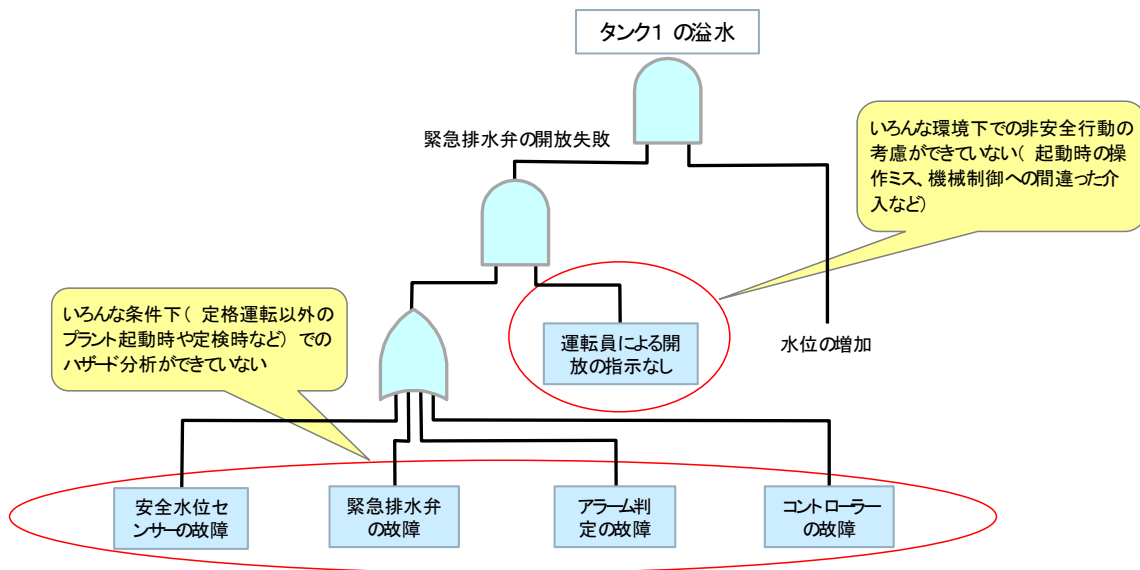 タンク1 の溢水
緊急排水弁の開放失敗
いろんな環境下での非安全行動の
考慮ができていない( 起動時の操
作ミス、機械制御への間違った介
入など)
いろんな条件下( 定格運転以外の
プラント起動時や定検時など) での
ハザード分析ができていない
運転員による開
放の指示なし
水位の増加
安全水位セ
ンサーの故障
緊急排水弁
の故障
アラーム判
定の故障
コントローラー
の故障